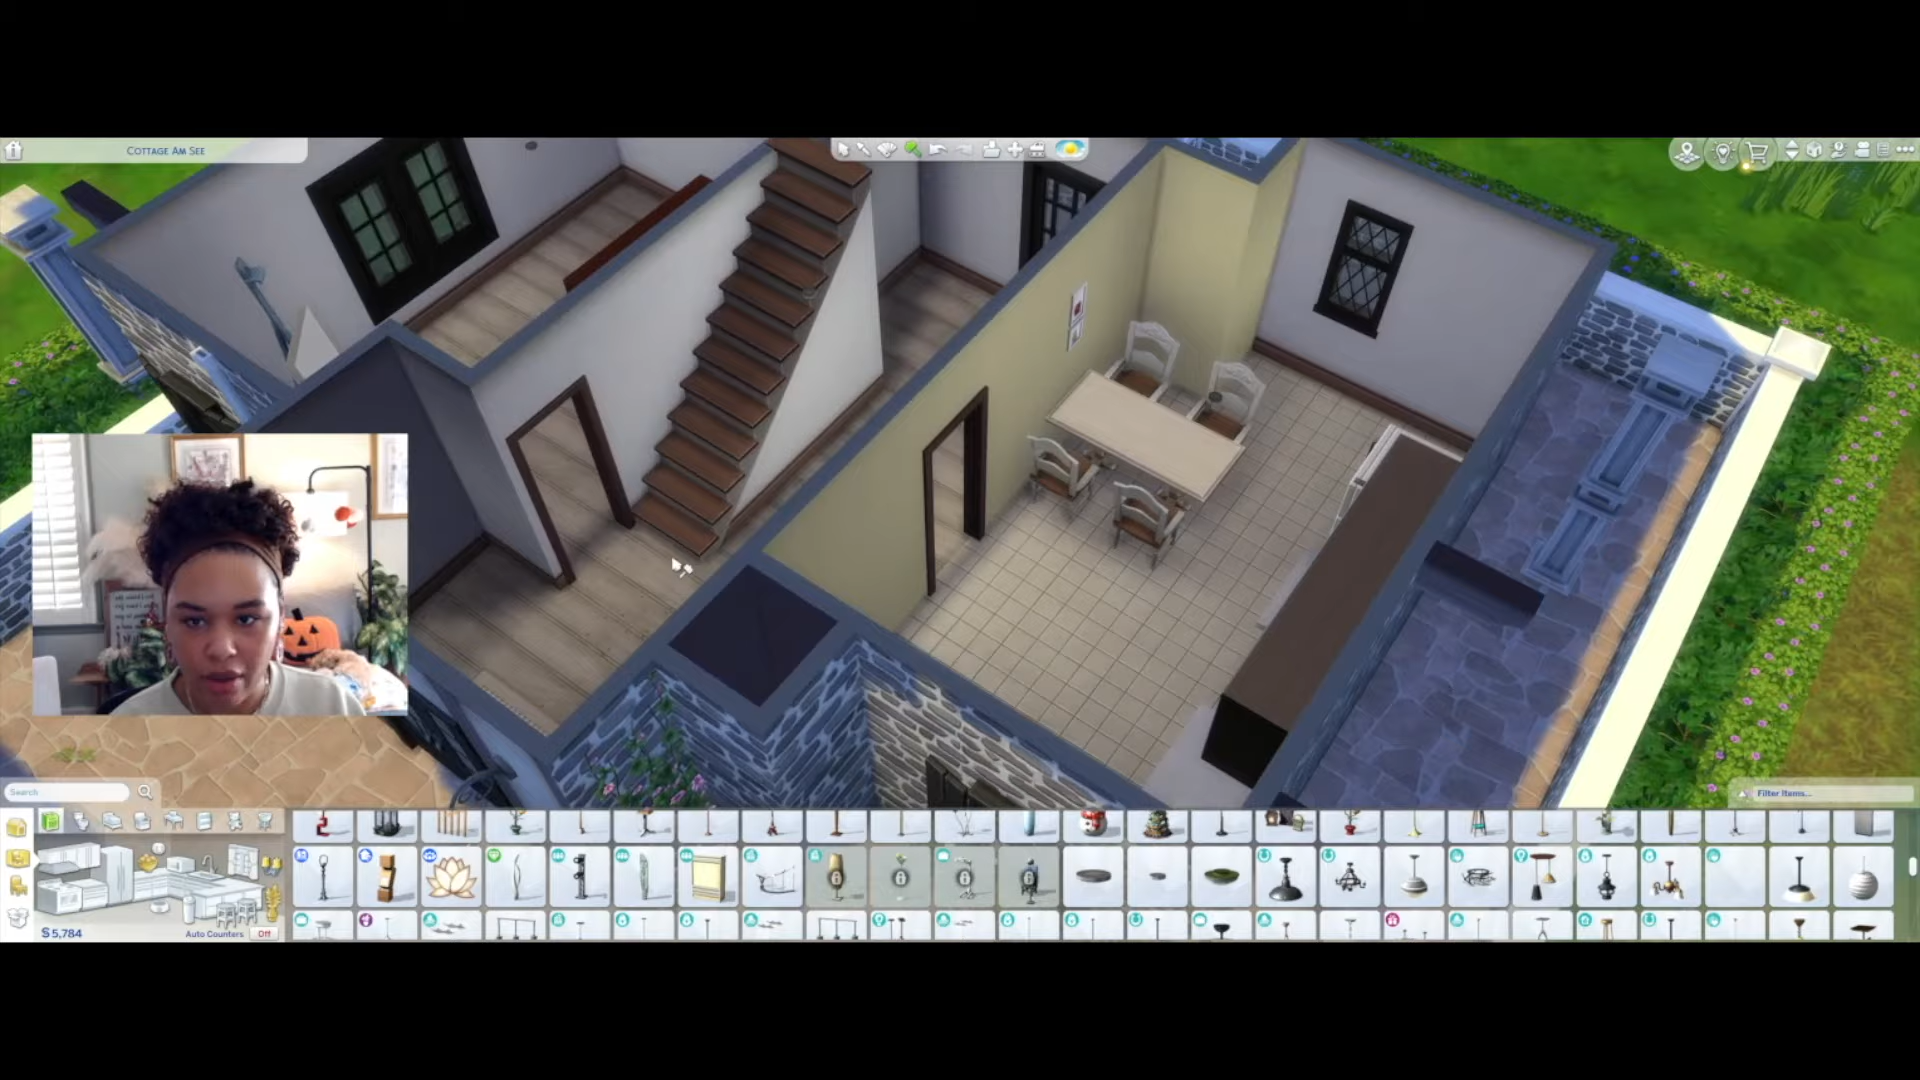 COTTAGE AM SEE
Search
Filter Items...
$5,784
Auto Counters
Off